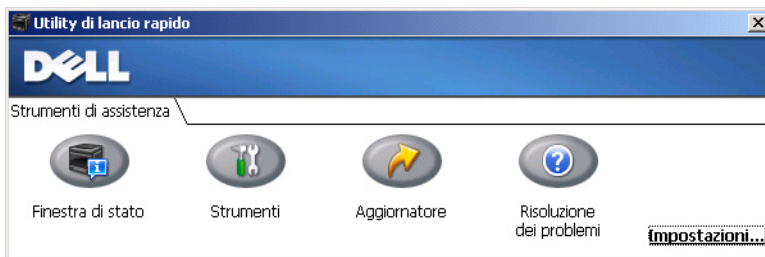 Utility di lancio rapido
DELL
Strumenti di assistenza
Finestra di stato
Strumenti
Aggiornatore
Risoluzione
dei problemi
Impostazioni...